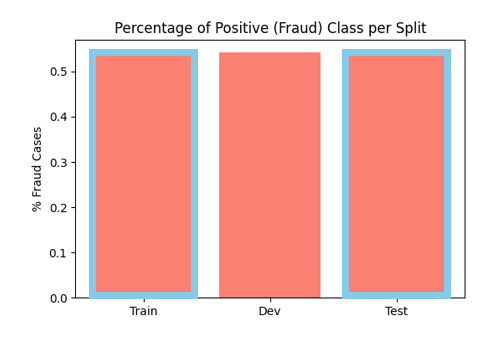 Percentage of Positive (Fraud) Class per Split
% Fraud Cases
0.5
0.4
0.3
0.2
0.1
0.0
Train Dev Test